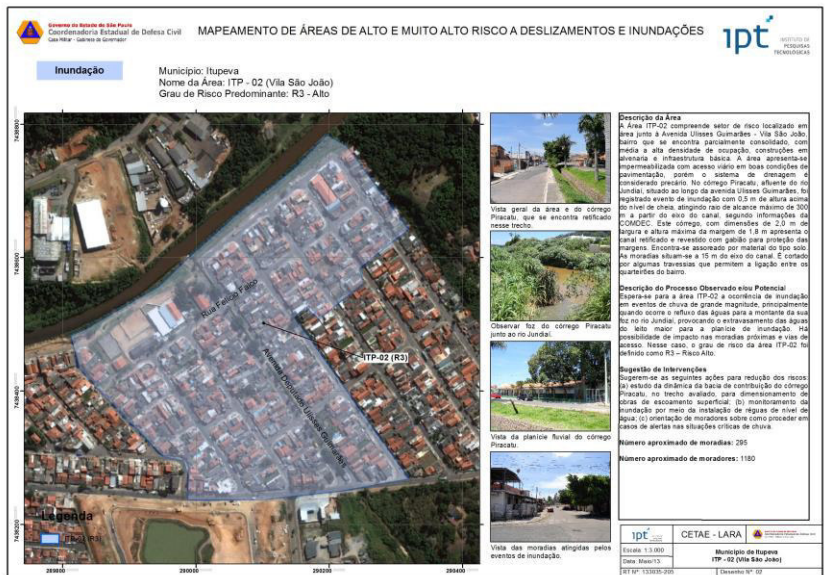 Governo do Estado de São Paulo
Coordenadoria Estadual de Defesa Civil
Casa Militar - Gabinete do Governador
MAPEAMENTO DE ÁREAS DE ALTO E MUITO ALTO RISCO A DESLIZAMENTOS E INUNDAÇÕES
ipt
INSTITUTO DE
PESQUISAS
TECNOLÓGICAS
Inundação
Município: Itupeva
Nome da Área: ITP - 02 (Vila São João)
Grau de Risco Predominante: R3 - Alto
7438800
7438600
7438400
7438200
Rua Felício
ITP-02 (R3)
Avenida Deputado Ulisses Guimarães
Legenda
ITP-02 (R3)
289800
290000
290200
290400
Vista geral da área e do córrego
Piracatu, que se encontra retificado
nesse trecho.
Observar foz do córrego Piracatu
junto ao rio Jundiaí.
Vista da planície fluvial do córrego
Piracatu.
Vista das moradias atingidas pelos
eventos de inundação.
Descrição da Área
A Área ITP-02 compreende setor de risco localizado em
área junto à Avenida Ulisses Guimarães - Vila São João,
bairro que se encontra parcialmente consolidado, com
média a alta densidade de ocupação, construções em
alvenaria e infraestrutura básica. A área apresenta-se
impermeabilizada com acesso viário em boas condições de
pavimentação, porém o sistema de drenagem é
considerado precário. No córrego Piracatu, afluente do rio
Jundiaí, situado ao longo da avenida Ulisses Guimarães, foi
registrado evento de inundação com 0,5 m de altura acima
do nível de cheia, atingindo raio de alcance máximo de 300
m a partir do eixo do canal, segundo informações da
COMDEC. Este córrego, com dimensões de 2,0 m de
largura e altura máxima da margem de 1,8 m apresenta o
canal retificado e revestido com gabião para proteção das
margens. Encontra-se assoreado por material do tipo solo.
As moradias situam-se a 15 m do eixo do canal. É cortado
por algumas travessias que permitem a ligação entre os
quarteirões do bairro.
Descrição do Processo Observado e/ou Potencial
Espera-se para a área ITP-02 a ocorrência de inundação
em eventos de chuva de grande magnitude, principalmente
quando ocorre o refluxo das águas para a montante da sua
foz no rio Jundiaí, provocando o extravasamento das águas
do leito maior para a planície de inundação. Há
possibilidade de impacto nas moradias próximas e vias de
acesso. Nesse caso, o grau de risco da área ITP-02 foi
definido como R3 – Risco Alto.
Sugestão de Intervenções
Sugerem-se as seguintes ações para redução dos riscos:
(a) estudo da dinâmica da bacia de contribuição do córrego
Piracatu, no trecho avaliado, para dimensionamento de
obras de escoamento superficial; (b) monitoramento da
inundação por meio da instalação de réguas de nível de
água; (c) orientação de moradores sobre como proceder em
casos de alertas nas situações críticas de chuva.
Número aproximado de moradias: 295
Número aproximado de moradores: 1180
ipt
CETAE - LARA
Escala: 1:3.000
Data: Maio/13
RT Nº: 133035-205
Município de Itupeva
ITP - 02 (Vila São João)
Desenho Nº: 02